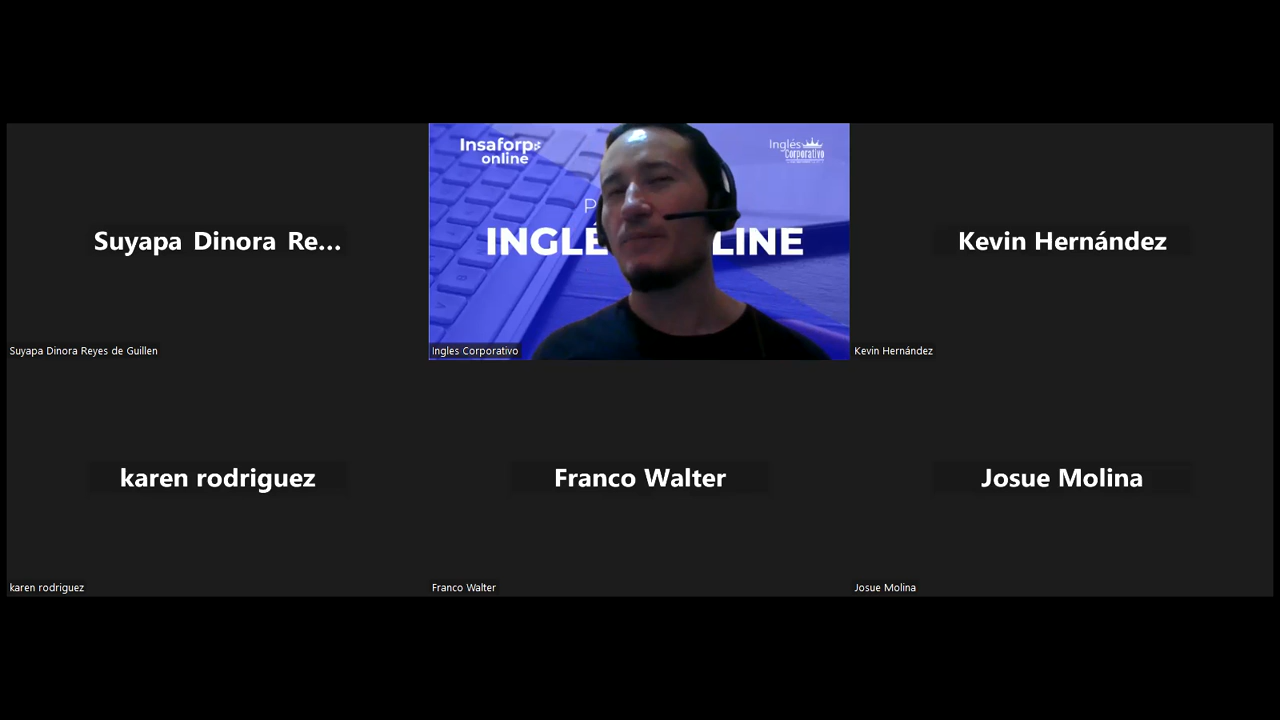 Suyapa Dinora Re...
Suyapa Dinora Reyes de Guillen
Insaforp
online
Inglés
Corporativo
P
INGLÉ LINE
Ingles Corporativo
Kevin Hernández
Kevin Hernández
karen rodriguez
karen rodriguez
Franco Walter
Franco Walter
Josue Molina
Josue Molina